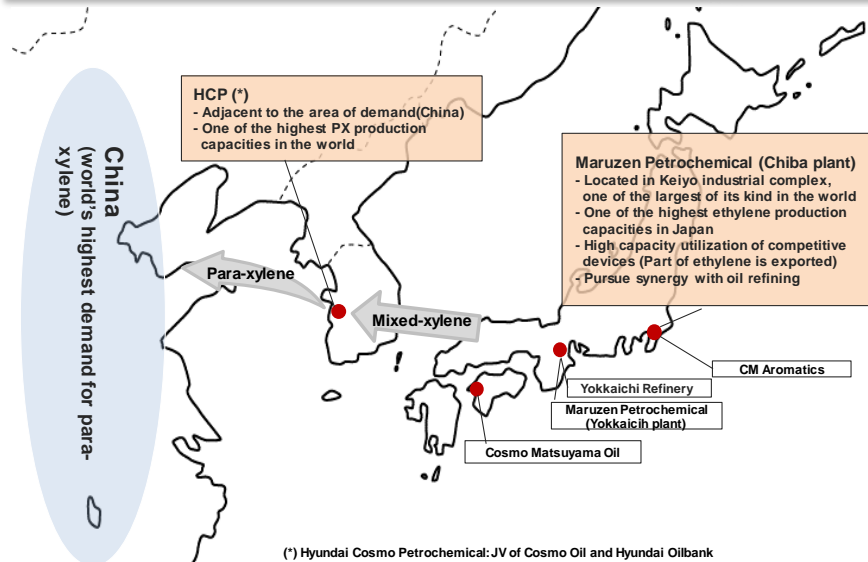 HCP (*)
- Adjacent to the area of demand(China)
- One of the highest PX production
capacities in the world
Maruzen Petrochemical (Chiba plant)
- Located in Keiyo industrial complex,
one of the largest of its kind in the world
- One of the highest ethylene production
capacities in Japan
- High capacity utilization of competitive
devices (Part of ethylene is exported)
- Pursue synergy with oil refining
China
(world's highest demand for para-
xylene)
Para-xylene
Mixed-xylene
CM Aromatics
Yokkaichi Refinery
Maruzen Petrochemical
(Yokkaicih plant)
Cosmo Matsuyama Oil
(*) Hyundai Cosmo Petrochemical: JV of Cosmo Oil and Hyundai Oilbank